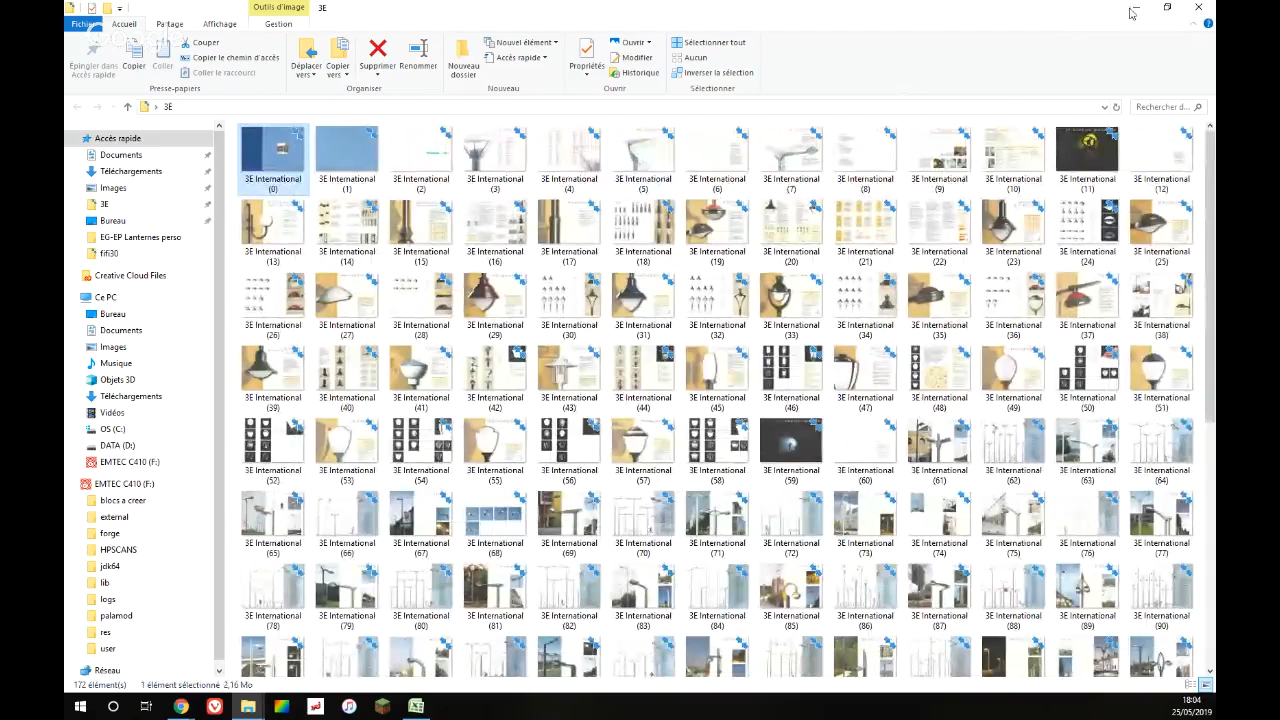 Outils d'image 3E
Fichier Accueil Partage Affichage Gestion
Épingler dans Accès rapide
Copier
Coller
Couper
Copier le chemin d'accès
Coller le raccourci
Presse-papiers
Déplacer vers
Copier vers
Supprimer
Renommer
Organiser
Nouveau dossier
Nouvel élément
Accès rapide
Nouveau
Propriétés
Ouvrir
Modifier
Historique
Ouvrir
Sélectionner tout
Aucun
Inverser la sélection
Sélectionner
3E
Rechercher d...
Accès rapide
Documents
Téléchargements
Images
3E
Bureau
EG-EP Lanternes perso
fifi30
Creative Cloud Files
Ce PC
Bureau
Documents
Images
Musique
Objets 3D
Téléchargements
Vidéos
OS (C:)
DATA (D:)
EMTEC C410 (F:)
EMTEC C410 (F:)
blocs a creer
external
forge
HPSCANS
jdk64
lib
logs
palamod
res
user
Réseau
3E International (0)
3E International (1)
3E International (2)
3E International (3)
3E International (4)
3E International (5)
3E International (6)
3E International (7)
3E International (8)
3E International (9)
3E International (10)
3E International (11)
3E International (12)
3E International (13)
3E International (14)
3E International (15)
3E International (16)
3E International (17)
3E International (18)
3E International (19)
3E International (20)
3E International (21)
3E International (22)
3E International (23)
3E International (24)
3E International (25)
3E International (26)
3E International (27)
3E International (28)
3E International (29)
3E International (30)
3E International (31)
3E International (32)
3E International (33)
3E International (34)
3E International (35)
3E International (36)
3E International (37)
3E International (38)
3E International (39)
3E International (40)
3E International (41)
3E International (42)
3E International (43)
3E International (44)
3E International (45)
3E International (46)
3E International (47)
3E International (48)
3E International (49)
3E International (50)
3E International (51)
3E International (52)
3E International (53)
3E International (54)
3E International (55)
3E International (56)
3E International (57)
3E International (58)
3E International (59)
3E International (60)
3E International (61)
3E International (62)
3E International (63)
3E International (64)
3E International (65)
3E International (66)
3E International (67)
3E International (68)
3E International (69)
3E International (70)
3E International (71)
3E International (72)
3E International (73)
3E International (74)
3E International (75)
3E International (76)
3E International (77)
3E International (78)
3E International (79)
3E International (80)
3E International (81)
3E International (82)
3E International (83)
3E International (84)
3E International (85)
3E International (86)
3E International (87)
3E International (88)
3E International (89)
3E International (90)
172 élément(s) 1 élément sélectionné 2,16 Mo
18:04
25/05/2019